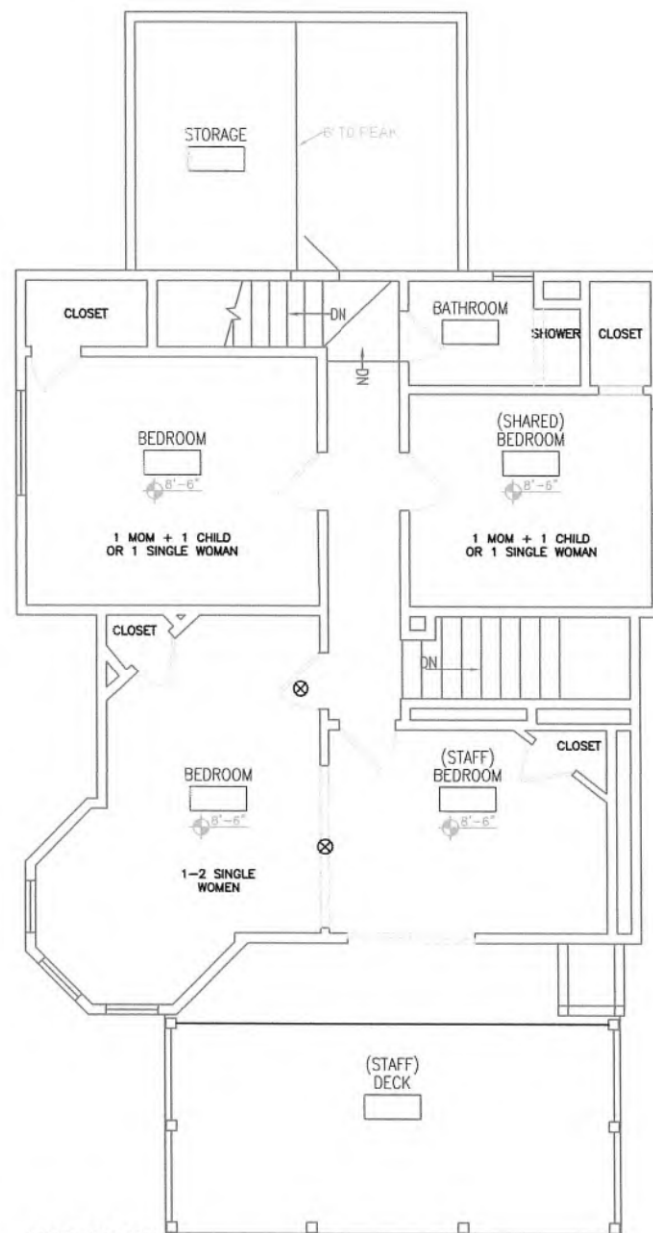 STORAGE
6' TO PEAK
CLOSET
DN
BATHROOM
SHOWER
CLOSET
DN
BEDROOM
8'-6"
1 MOM + 1 CHILD
OR 1 SINGLE WOMAN
(SHARED)
BEDROOM
8'-6"
1 MOM + 1 CHILD
OR 1 SINGLE WOMAN
CLOSET
DN
BEDROOM
8'-6"
1-2 SINGLE
WOMEN
CLOSET
(STAFF)
BEDROOM
8'-6"
(STAFF)
DECK